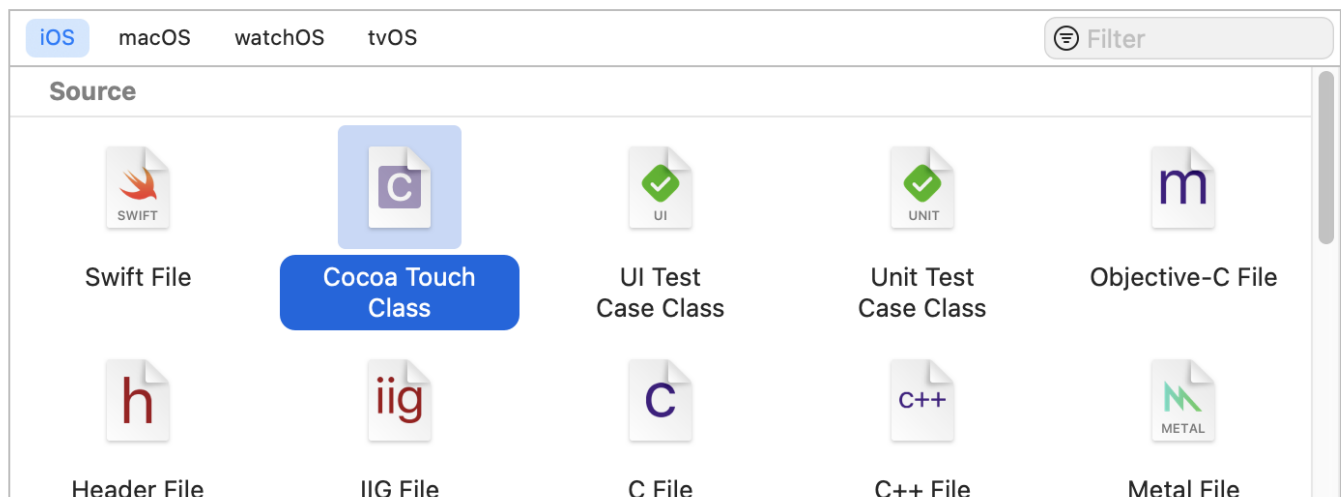 iOS macOS watchOS tvOS Filter
Source
SWIFT C UI UNIT m
Swift File Cocoa Touch UI Test Unit Test Objective-C File
Class Case Class Case Class
h iig C C++ METAL
Header File IIG File C File C++ File Metal File